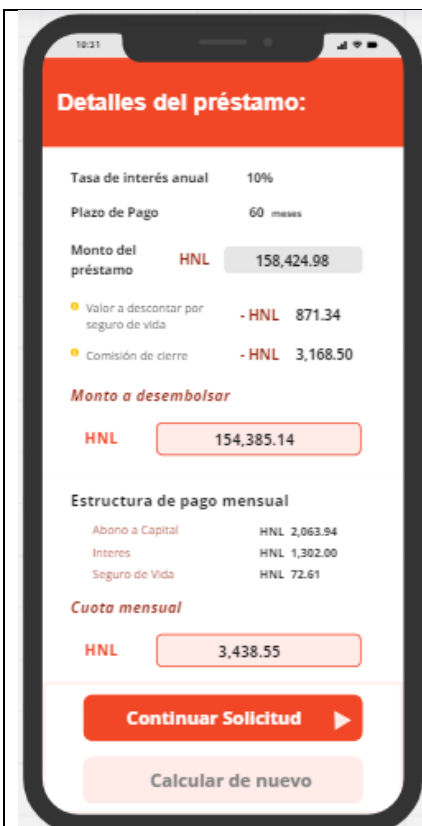 10:31
Detalles del préstamo:
Tasa de interés anual 10%
Plazo de Pago 60 meses
Monto del
préstamo HNL 158,424.98
Valor a descontar por
seguro de vida - HNL 871.34
Comisión de cierre - HNL 3,168.50
Monto a desembolsar
HNL 154,385.14
Estructura de pago mensual
Abono a Capital HNL 2,063.94
Interes HNL 1,302.00
Seguro de Vida HNL 72.61
Cuota mensual
HNL 3,438.55
Continuar Solicitud
Calcular de nuevo